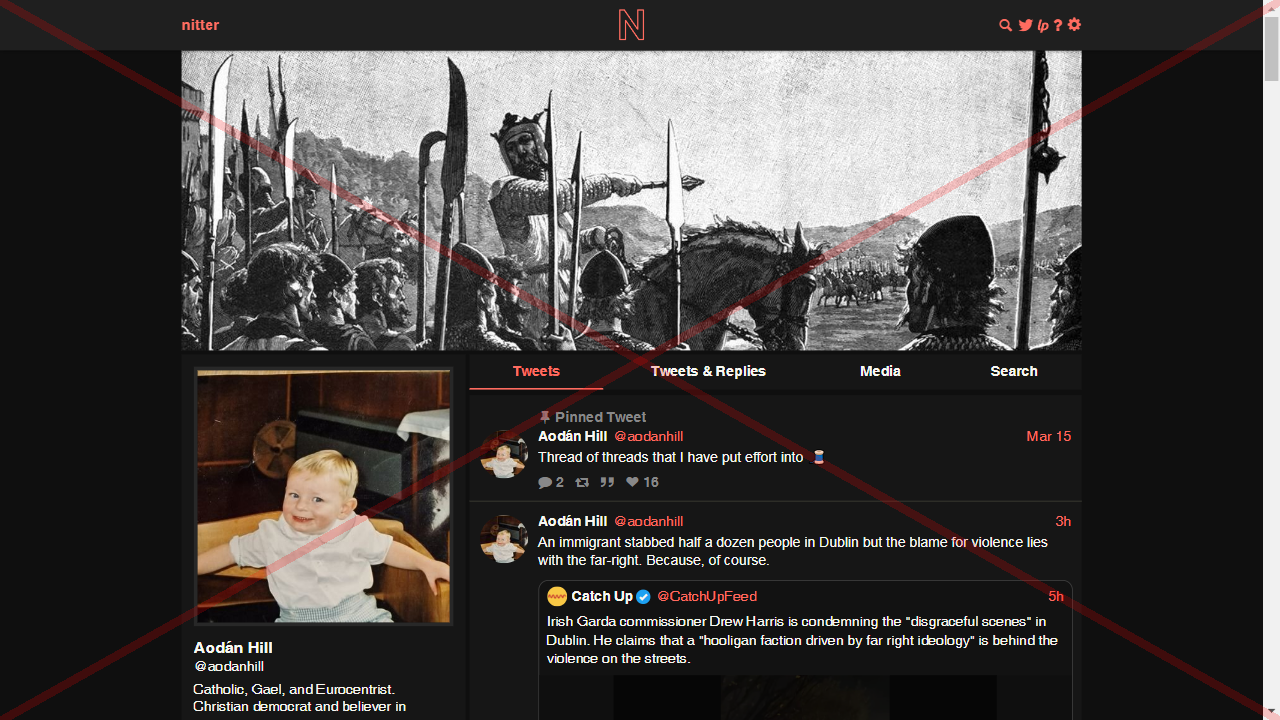 nitter
N
lp ?
Tweets
Tweets & Replies
Media
Search
Pinned Tweet
Aodán Hill @aodanhill
Mar 15
Thread of threads that I have put effort into
2
16
Aodán Hill @aodanhill
3h
An immigrant stabbed half a dozen people in Dublin but the blame for violence lies
with the far-right. Because, of course.
Catch Up @CatchUpFeed
5h
Irish Garda commissioner Drew Harris is condemning the "disgraceful scenes" in
Dublin. He claims that a "hooligan faction driven by far right ideology" is behind the
violence on the streets.
Aodán Hill
@aodanhill
Catholic, Gael, and Eurocentrist.
Christian democrat and believer in